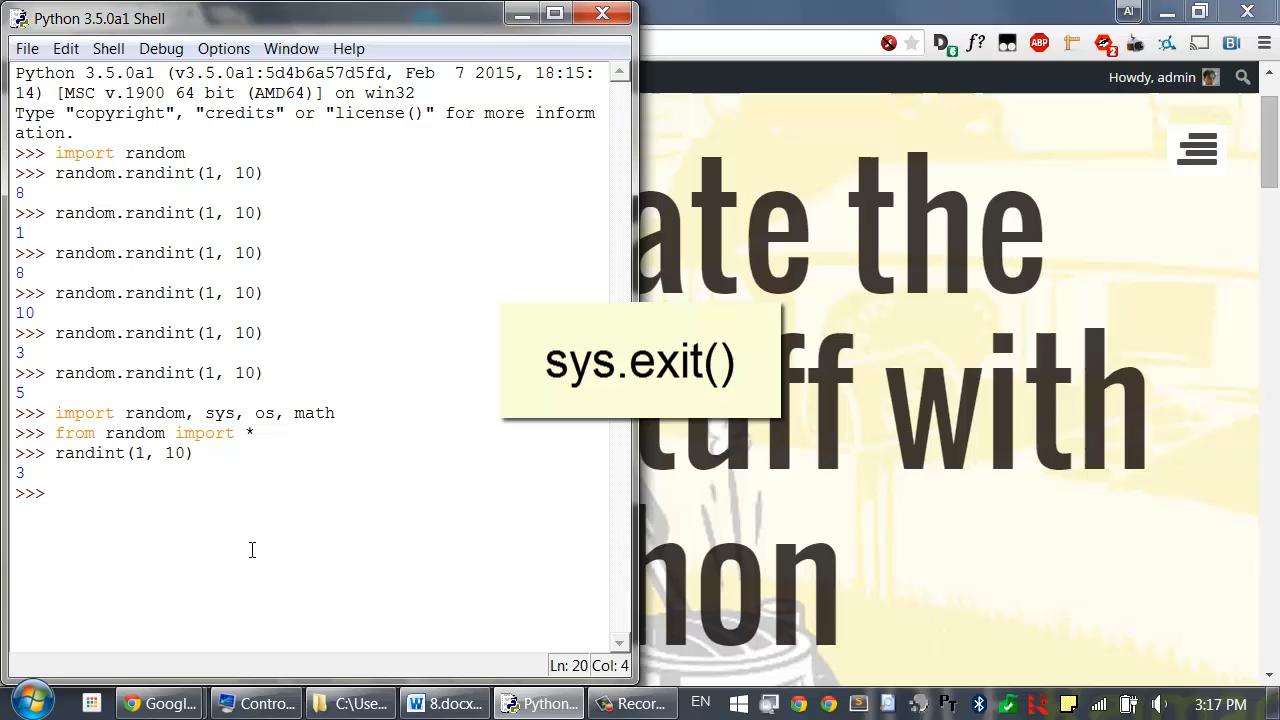 Python 3.5.0a1 Shell
File Edit Shell Debug Options Window Help
Python 3.5.0a1 (v3.5.0a1:5d4b6a57d5fd, Feb  7 2015, 18:15:
14) [MSC v.1900 64 bit (AMD64)] on win32
Type "copyright", "credits" or "license()" for more inform
ation.
>>> import random
>>> random.randint(1, 10)
8
>>> random.randint(1, 10)
1
>>> random.randint(1, 10)
8
>>> random.randint(1, 10)
10
>>> random.randint(1, 10)
3
>>> random.randint(1, 10)
5
>>> import random, sys, os, math
>>> from random import *
>>> randint(1, 10)
3
>>>
Ln: 20 Col: 4
Ai
D 6 f? ABP 2 B
Howdy, admin
ate the
uff with
hon
sys.exit()
Googl... Contro... C:\Use... 8.docx... Python... Recor... EN 3:17 PM